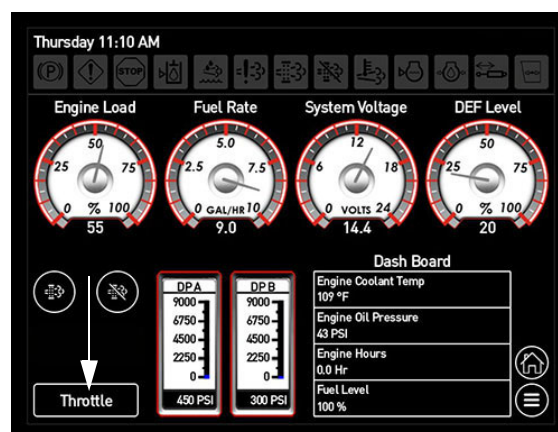 Thursday 11:10 AM
(P) STOP
Engine Load
Fuel Rate
System Voltage
DEF Level
0 25 50 75 100
%
55
0 2.5 5.0 7.5 10
GAL/HR
9.0
0 6 12 18 24
VOLTS
14.4
0 25 50 75 100
%
20
DP A
9000
6750
4500
2250
0
450 PSI
DP B
9000
6750
4500
2250
0
300 PSI
Dash Board
Engine Coolant Temp
109 °F
Engine Oil Pressure
43 PSI
Engine Hours
0.0 Hr
Fuel Level
100 %
Throttle